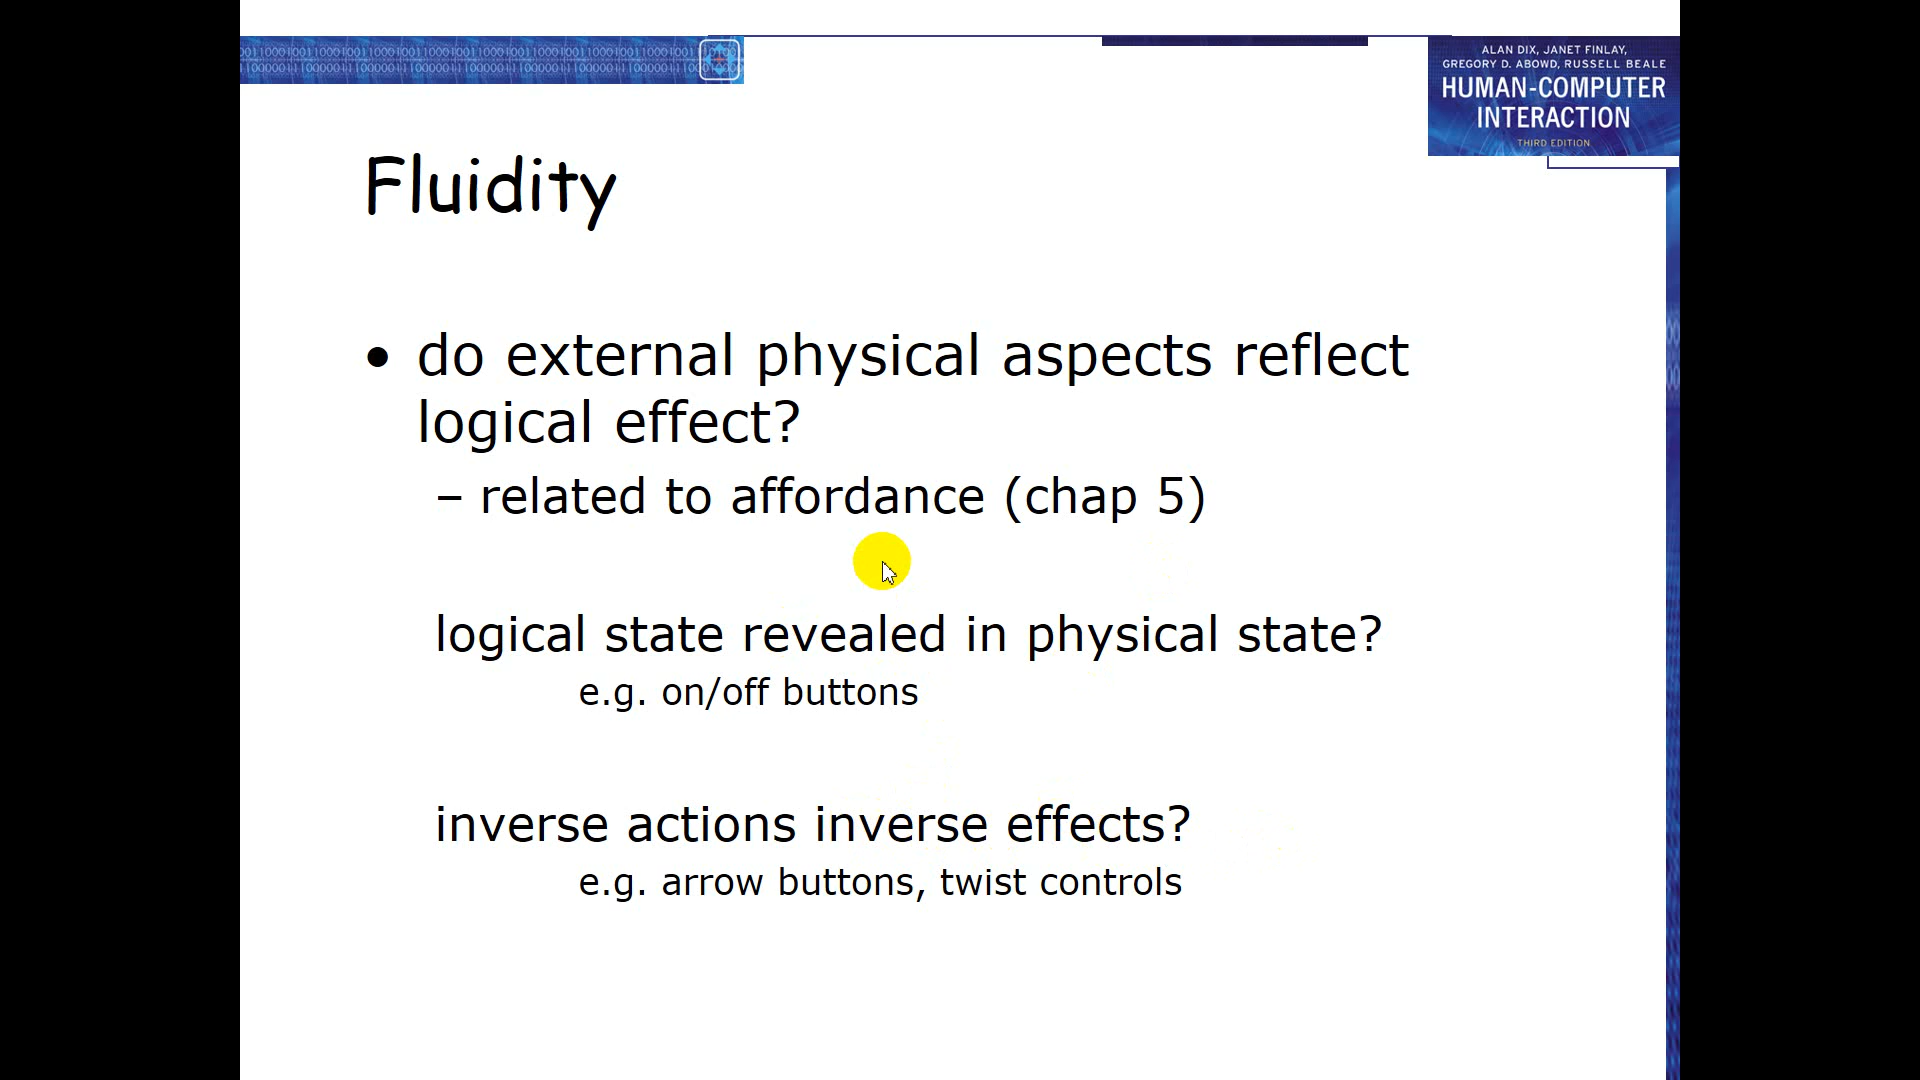 ALAN DIX, JANET FINLAY,
GREGORY D. ABOWD, RUSSELL BEALE
HUMAN-COMPUTER
INTERACTION
THIRD EDITION
Fluidity
• do external physical aspects reflect
logical effect?
– related to affordance (chap 5)
logical state revealed in physical state?
e.g. on/off buttons
inverse actions inverse effects?
e.g. arrow buttons, twist controls